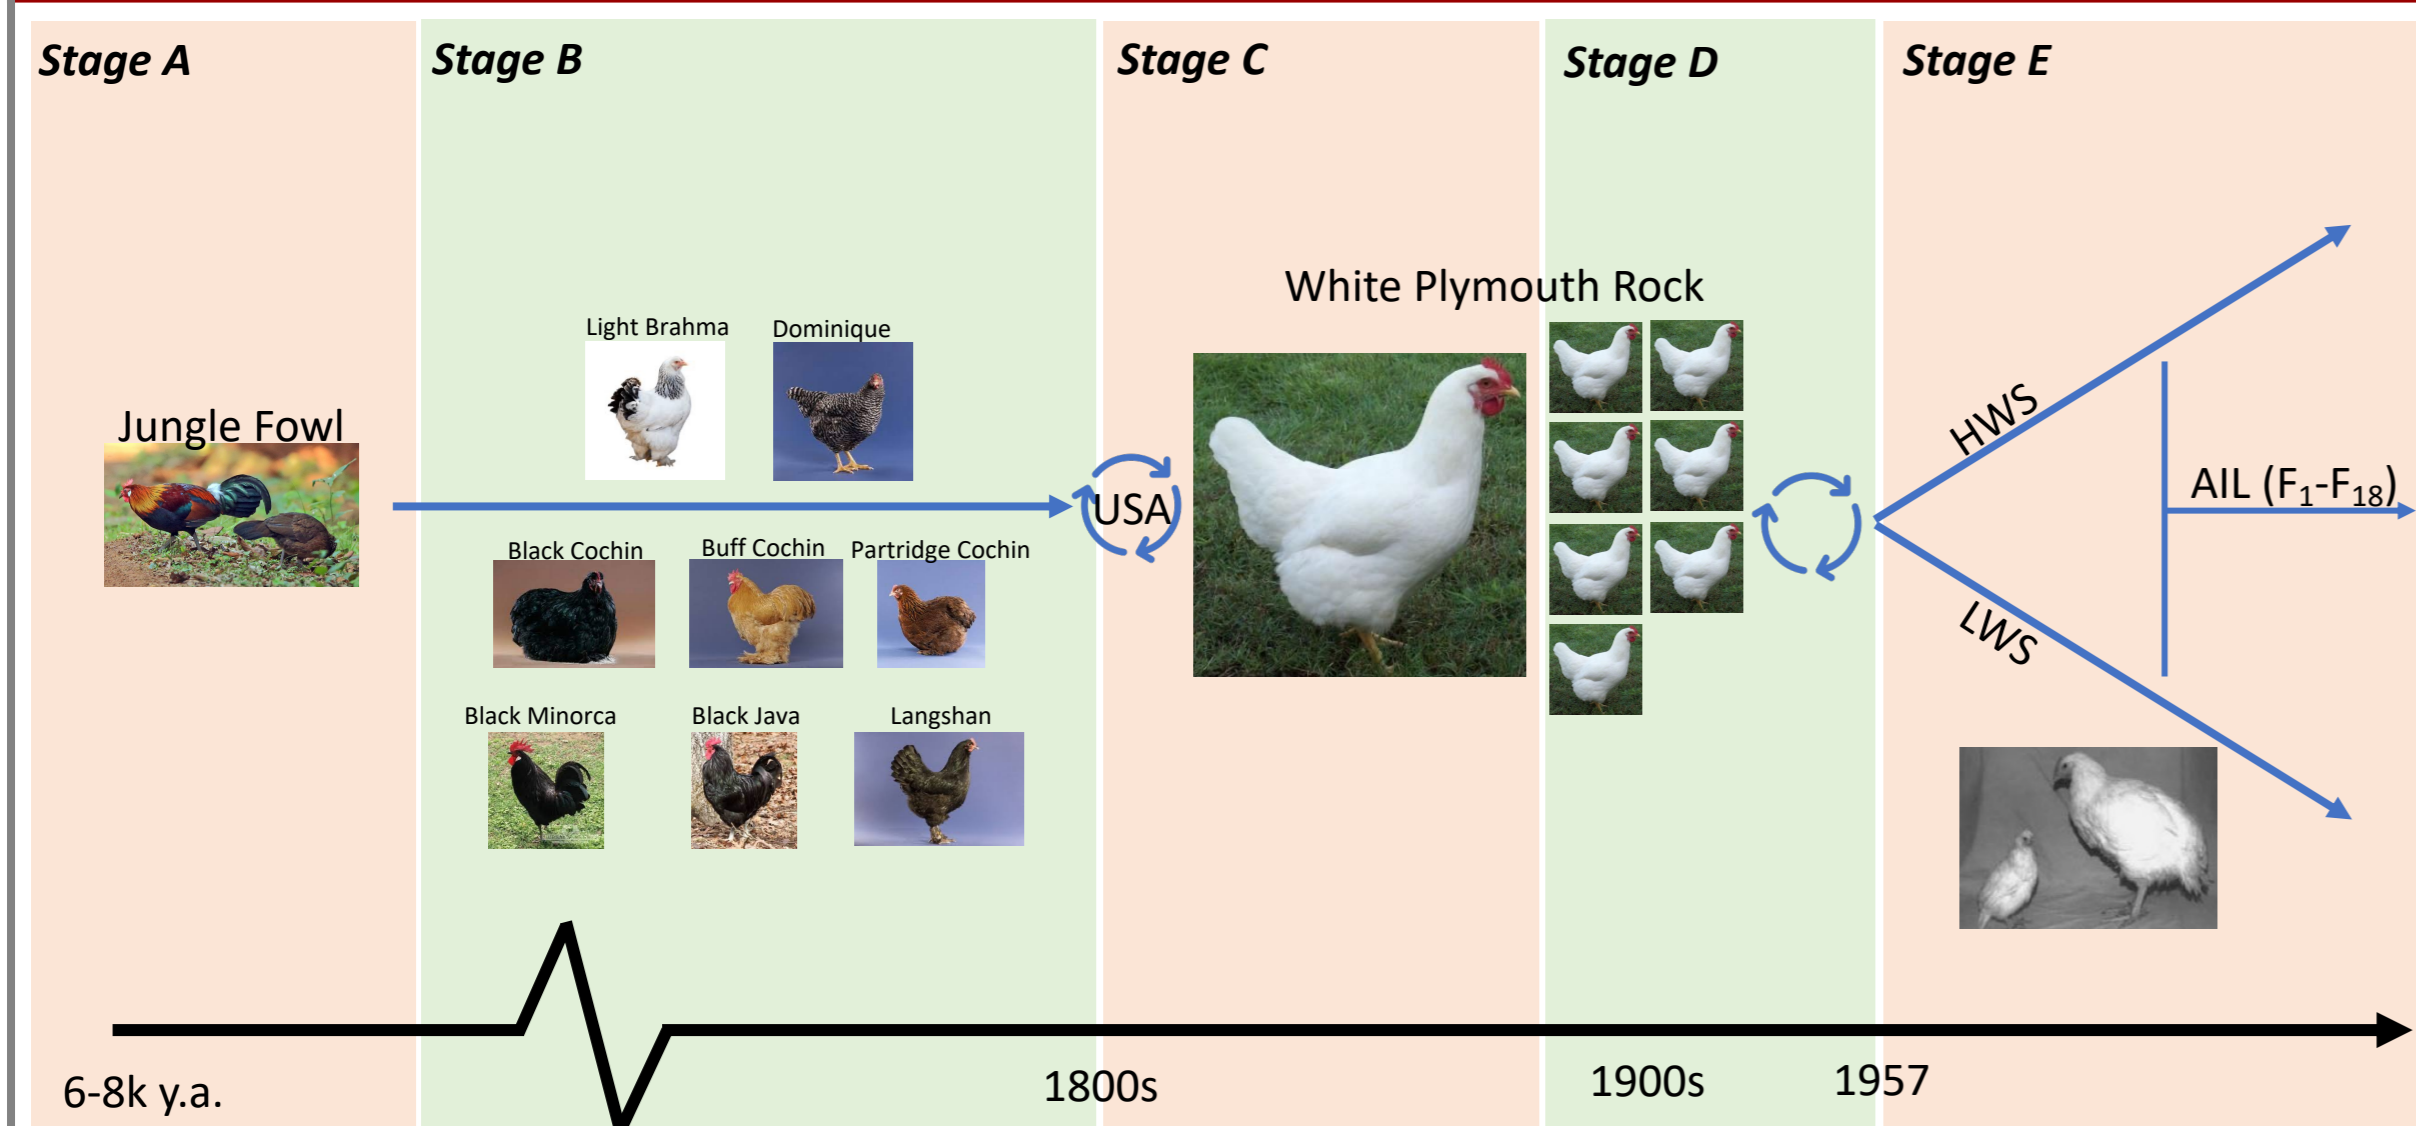 Stage A
Stage B
Stage C
Stage D
Stage E
Jungle Fowl
Light Brahma
Dominique
Black Cochin
Buff Cochin
Partridge Cochin
Black Minorca
Black Java
Langshan
USA
White Plymouth Rock
HWS
LWS
AIL (F₁-F₁₈)
6-8k y.a.
1800s
1900s
1957